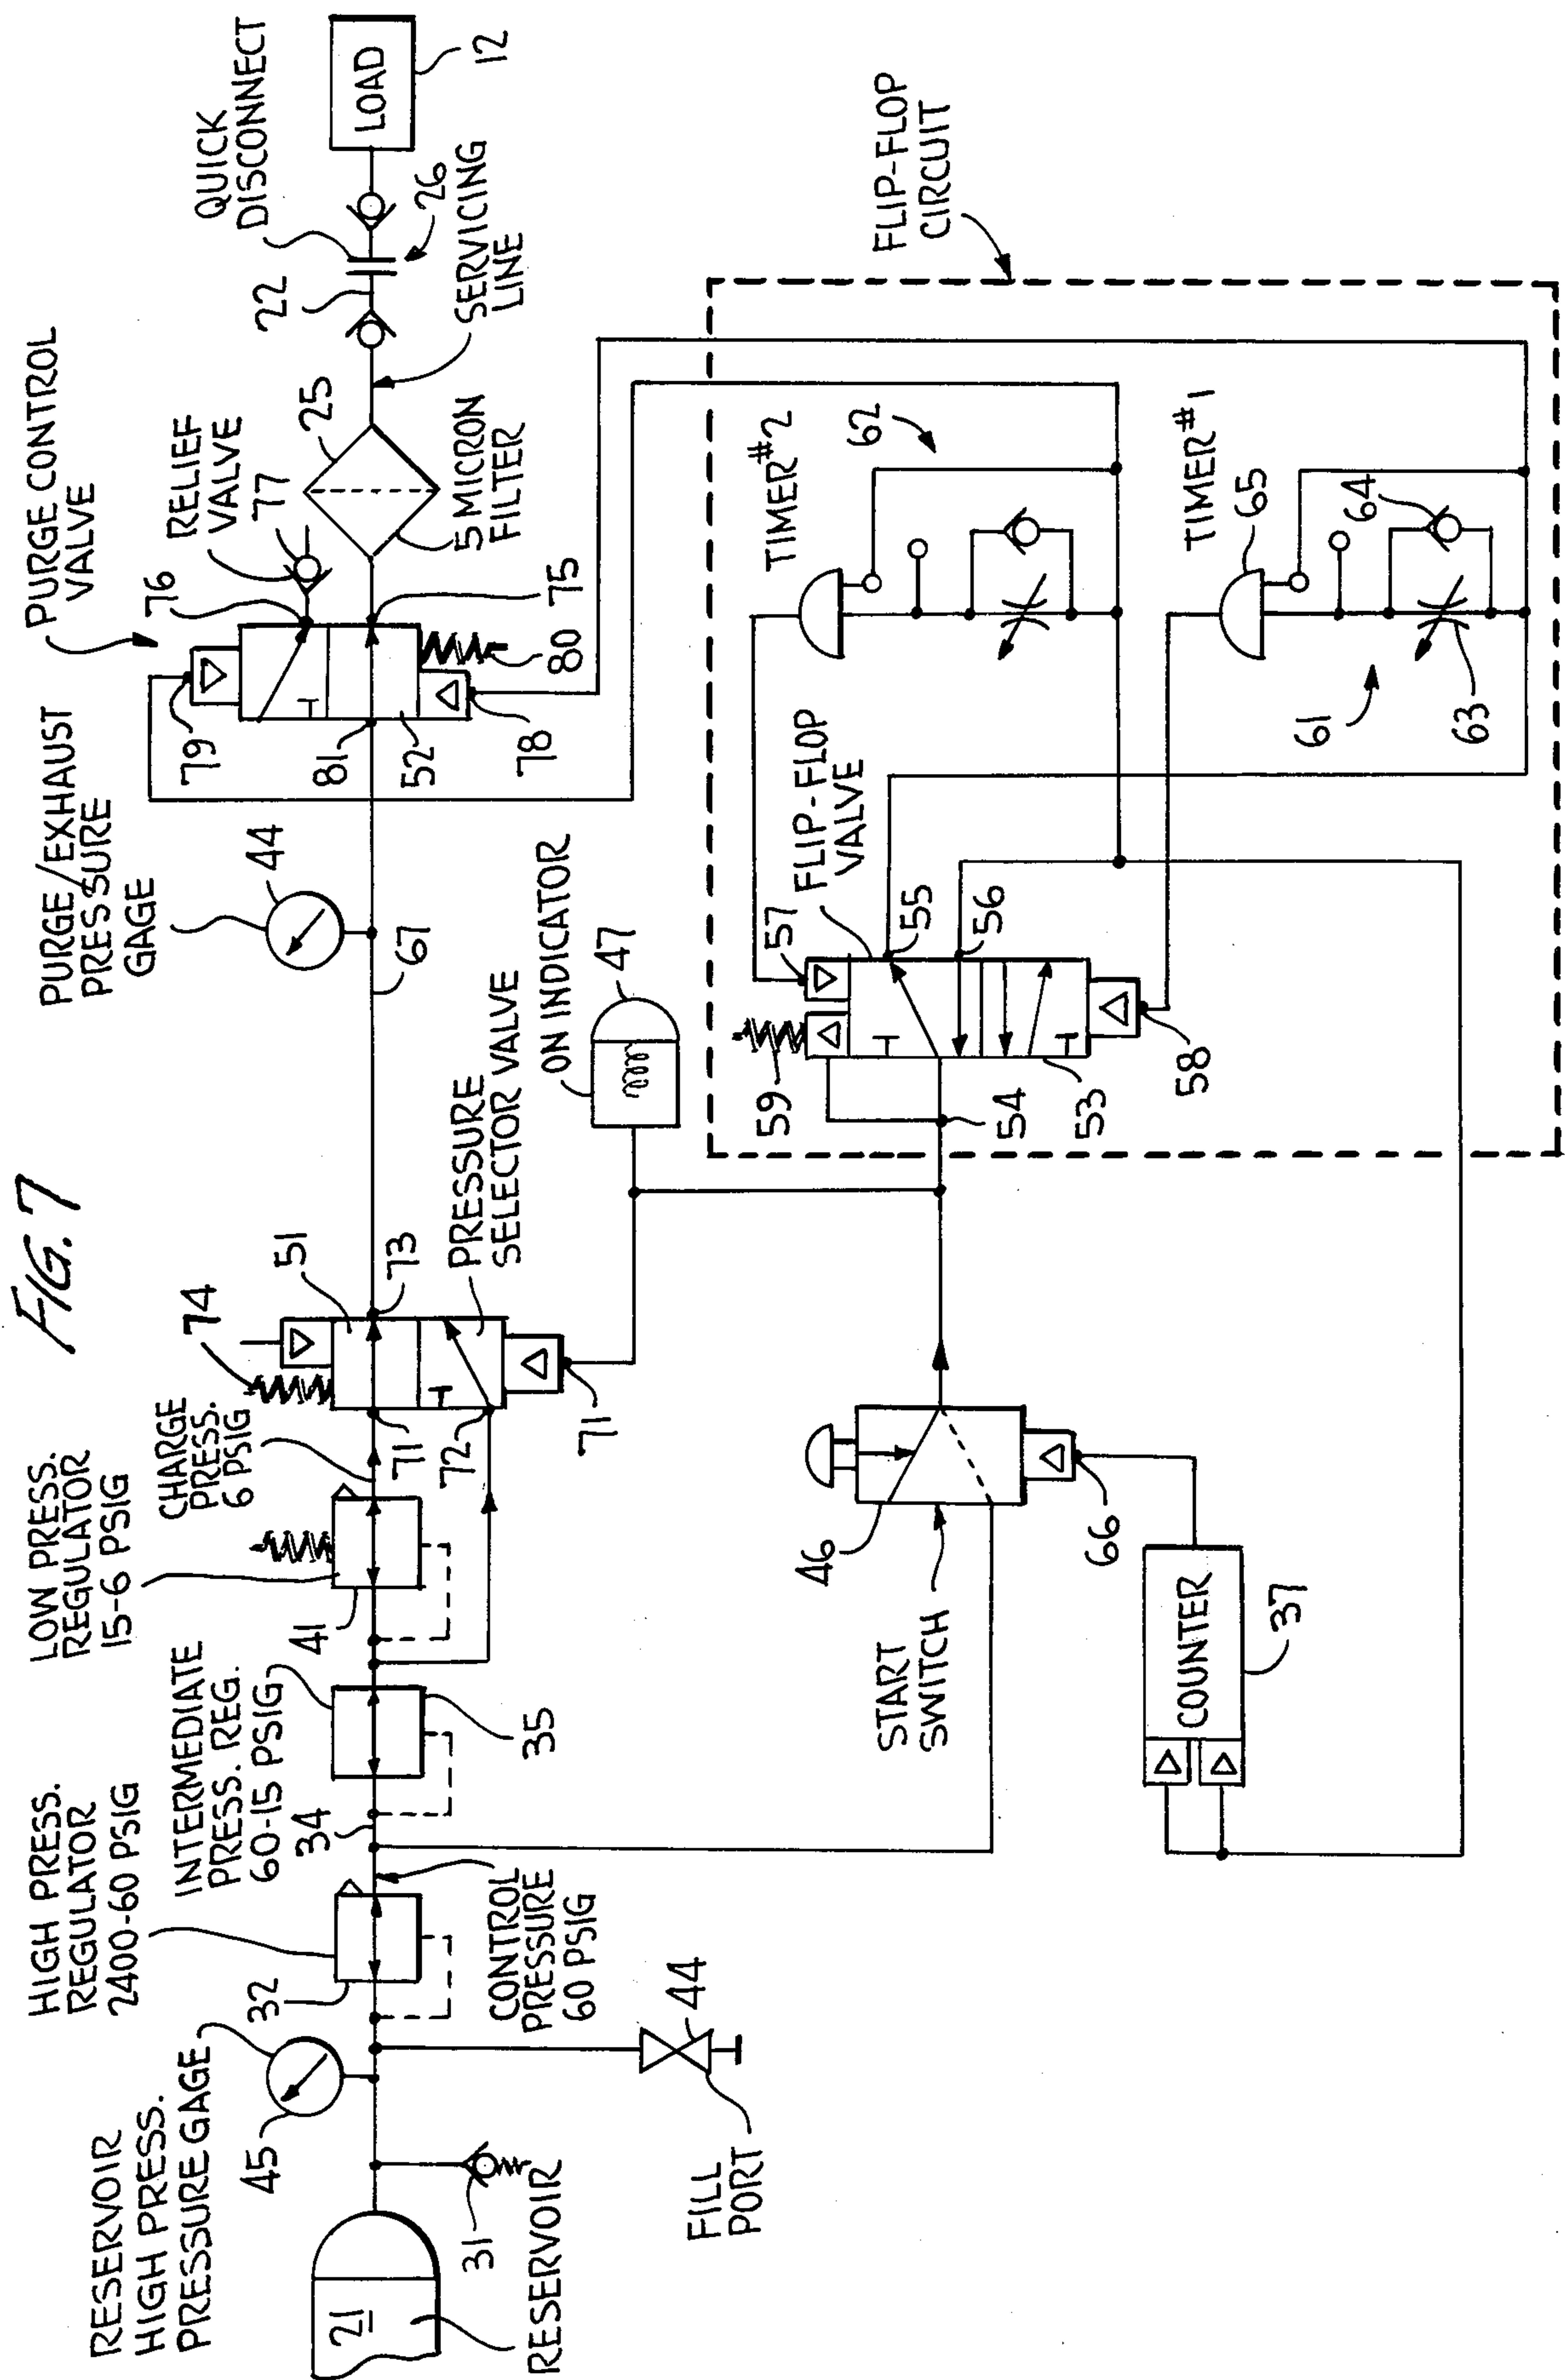 FIG. 7
RESERVOIR
HIGH PRESS.
PRESSURE GAGE
45
21
RESERVOIR
31
FILL
PORT
44
HIGH PRESS.
REGULATOR
2400-60 PSIG
32
CONTROL
PRESSURE
60 PSIG
INTERMEDIATE
PRESS. REG.
60-15 PSIG
34
35
LOW PRESS.
REGULATOR
15-6 PSIG
41
CHARGE
PRESS.
6 PSIG
74
51
71
72
73
71
PRESSURE
SELECTOR VALVE
ON INDICATOR
47
PURGE/EXHAUST
PRESSURE
GAGE
44
67
PURGE CONTROL
VALVE
79
76
81
52
78
80
75
RELIEF
VALVE
77
25
5 MICRON
FILTER
SERVICING
LINE
22
QUICK
DISCONNECT
26
LOAD
12
START
SWITCH
46
66
COUNTER
37
FLIP-FLOP
CIRCUIT
FLIP-FLOP
VALVE
59
57
55
56
54
53
58
TIMER #2
62
TIMER #1
65
64
61
63